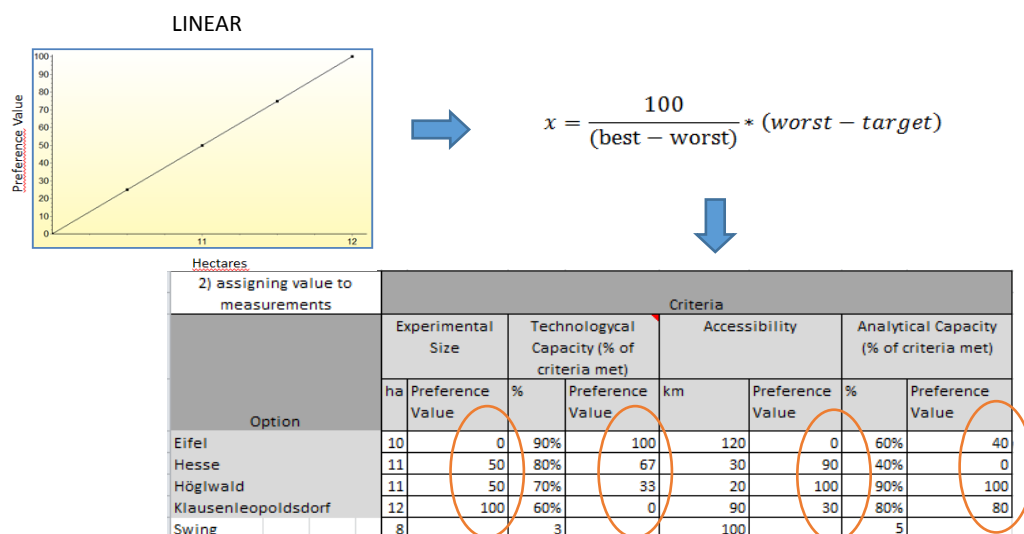 LINEAR
100
90
80
70
60
50
40
30
20
10
0
11
12
Preference Value
Hectares
x = 100 / (best − worst) * (worst − target)
2) assigning value to
measurements
Criteria
Option
Experimental
Size
Technologycal
Capacity (% of
criteria met)
Accessibility
Analytical Capacity
(% of criteria met)
ha Preference Value % Preference Value km Preference Value % Preference Value
Eifel 10 0 90% 100 120 0 60% 40
Hesse 11 50 80% 67 30 90 40% 0
Höglwald 11 50 70% 33 20 100 90% 100
Klausenleopoldsdorf 12 100 60% 0 90 30 80% 80
Swing 8 3 100 5